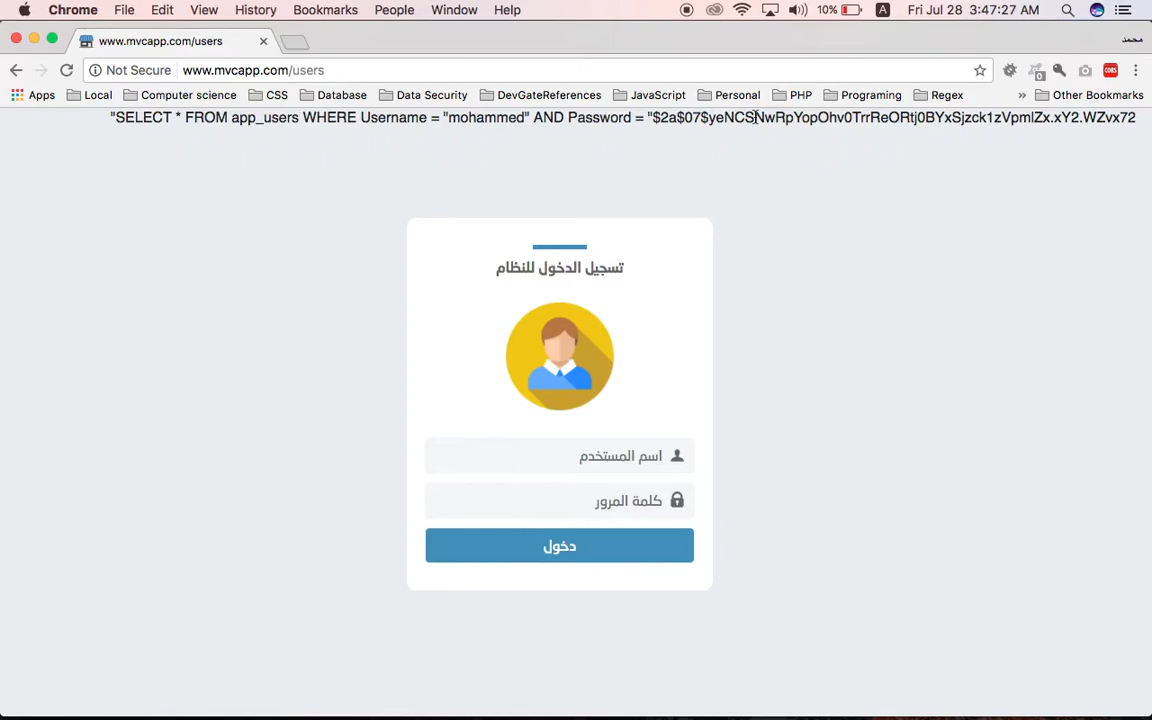 Chrome File Edit View History Bookmarks People Window Help 10% A Fri Jul 28 3:47:27 AM
www.mvcapp.com/users محمد
Not Secure www.mvcapp.com/users 0 CORS
Apps Local Computer science CSS Database Data Security DevGateReferences JavaScript Personal PHP Programing Regex » Other Bookmarks
"SELECT * FROM app_users WHERE Username = "mohammed" AND Password = "$2a$07$yeNCSNwRpYopOhv0TrrReORtj0BYxSjzck1zVpmlZx.xY2.WZvx72
تسجيل الدخول للنظام
اسم المستخدم
كلمة المرور
دخول